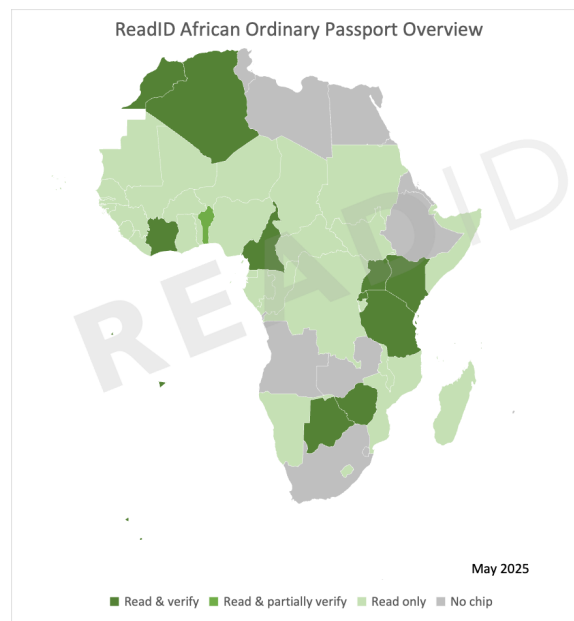 ReadID African Ordinary Passport Overview
READID
May 2025
Read & verify
Read & partially verify
Read only
No chip